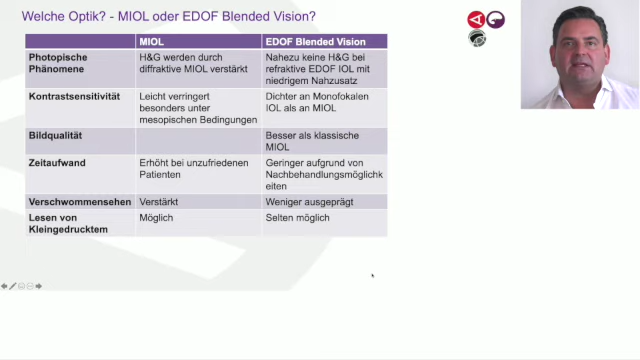 Welche Optik? - MIOL oder EDOF Blended Vision?
MIOL EDOF Blended Vision
Photopische Phänomene H&G werden durch diffraktive MIOL verstärkt Nahezu keine H&G bei refraktive EDOF IOL mit niedrigem Nahzusatz
Kontrastsensitivität Leicht verringert besonders unter mesopischen Bedingungen Dichter an Monofokalen IOL als an MIOL
Bildqualität Besser als klassische MIOL
Zeitaufwand Erhöht bei unzufriedenen Patienten Geringer aufgrund von Nachbehandlungsmöglichk eiten
Verschwommensehen Verstärkt Weniger ausgeprägt
Lesen von Kleingedrucktem Möglich Selten möglich